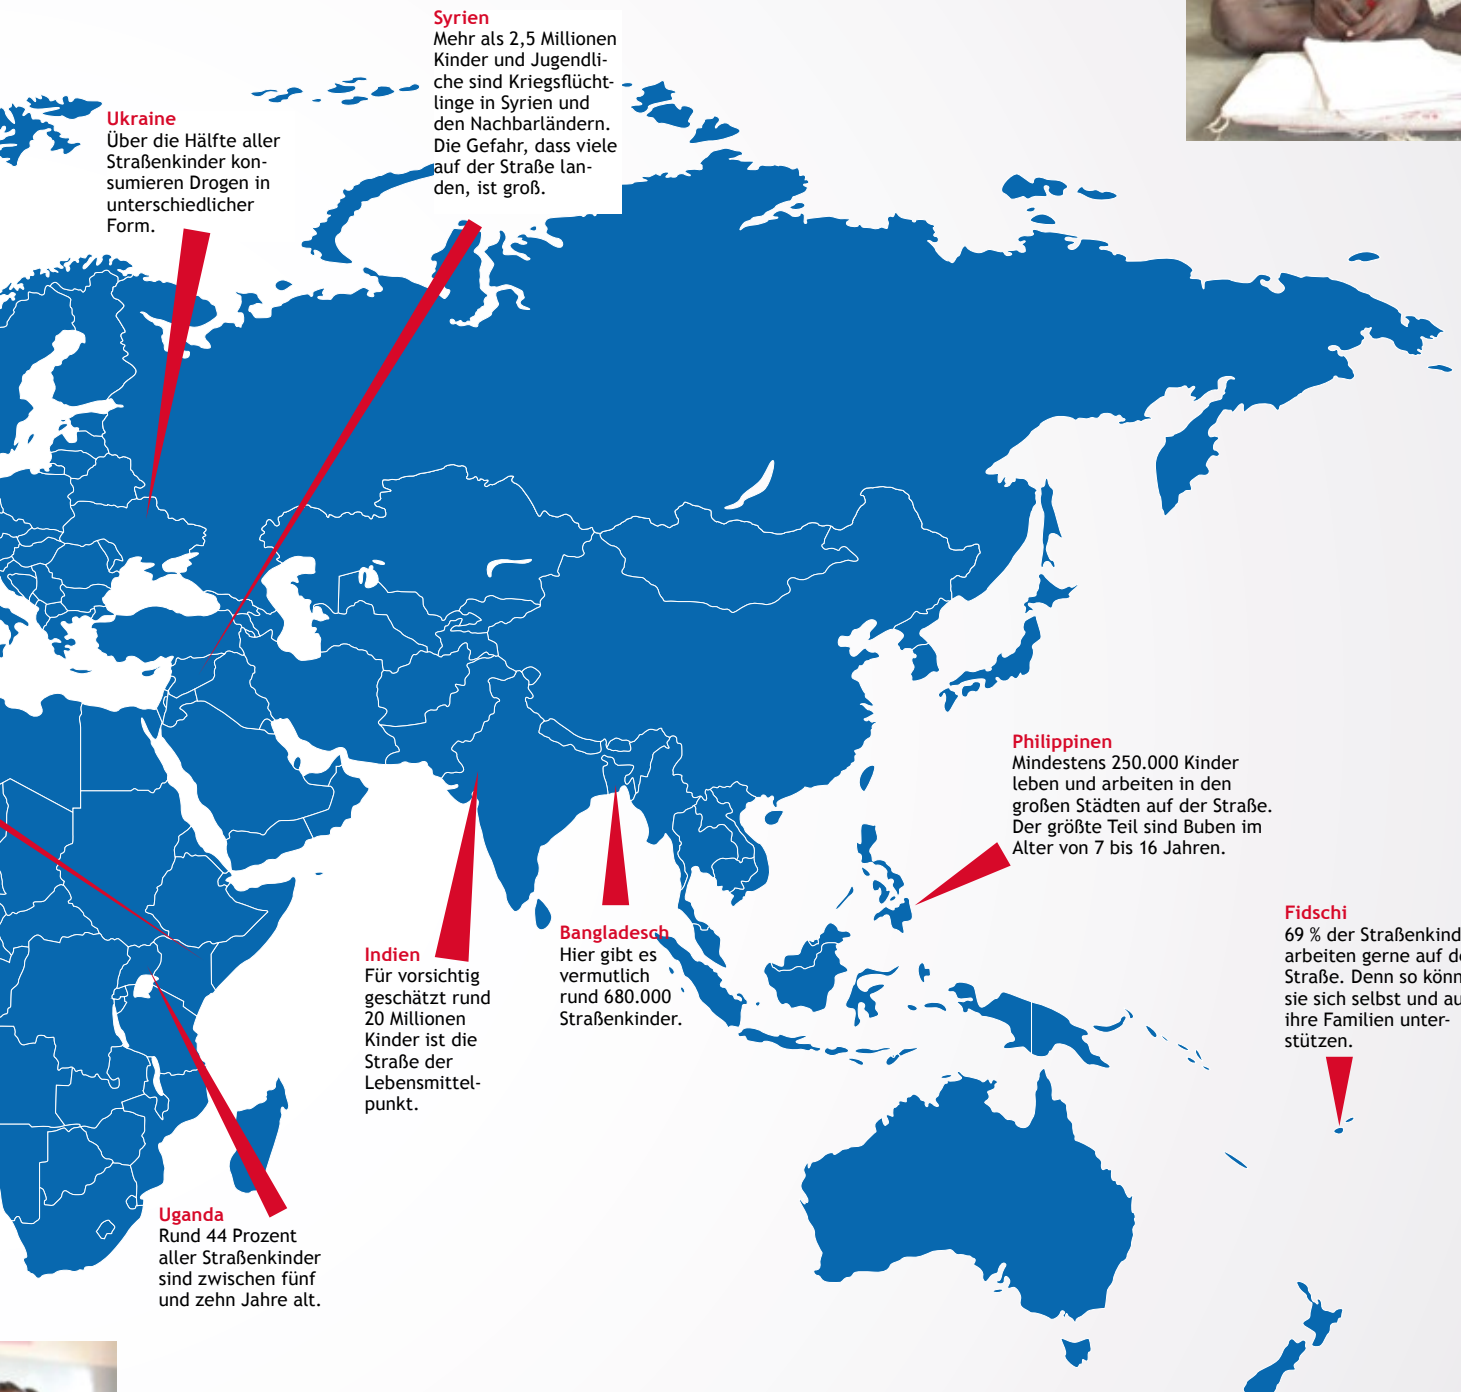 Syrien
Mehr als 2,5 Millionen
Kinder und Jugendli-
che sind Kriegsflücht-
linge in Syrien und
den Nachbarländern.
Die Gefahr, dass viele
auf der Straße lan-
den, ist groß.
Ukraine
Über die Hälfte aller
Straßenkinder kon-
sumieren Drogen in
unterschiedlicher
Form.
Philippinen
Mindestens 250.000 Kinder
leben und arbeiten in den
großen Städten auf der Straße.
Der größte Teil sind Buben im
Alter von 7 bis 16 Jahren.
Fidschi
69 % der Straßenkind
arbeiten gerne auf de
Straße. Denn so könn
sie sich selbst und au
ihre Familien unter-
stützen.
Bangladesch
Hier gibt es
vermutlich
rund 680.000
Straßenkinder.
Indien
Für vorsichtig
geschätzt rund
20 Millionen
Kinder ist die
Straße der
Lebensmittel-
punkt.
Uganda
Rund 44 Prozent
aller Straßenkinder
sind zwischen fünf
und zehn Jahre alt.